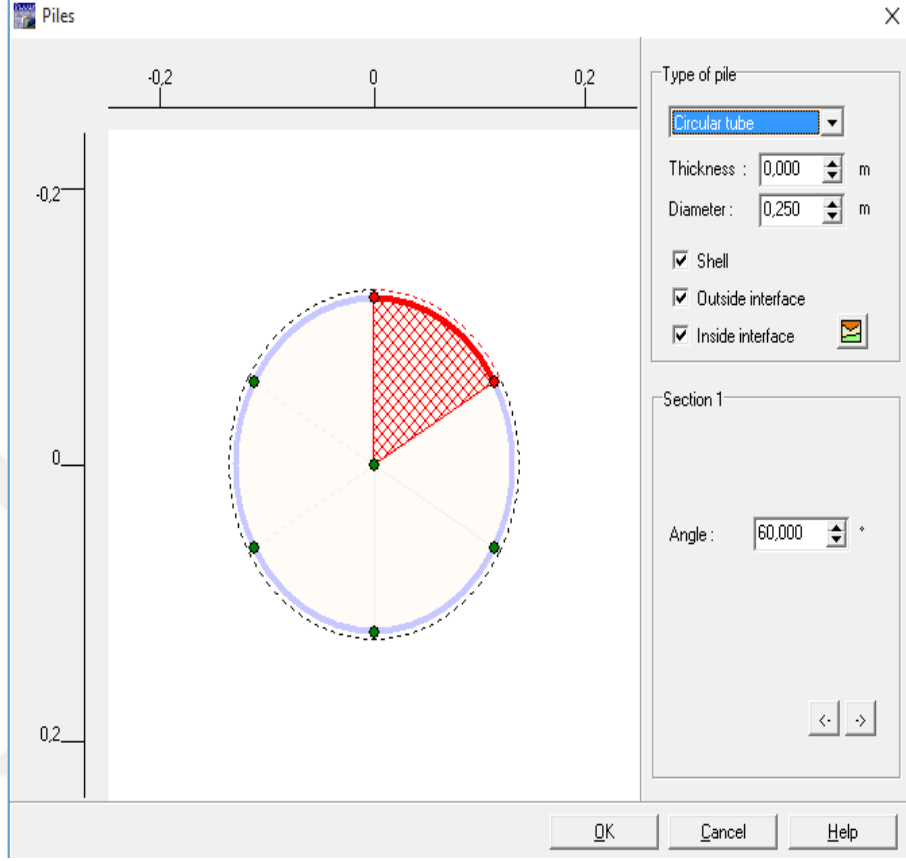 Piles
-0,2 0 0,2
-0,2
0
0,2
Type of pile
Circular tube
Thickness : 0,000 m
Diameter : 0,250 m
Shell
Outside interface
Inside interface
Section 1
Angle : 60,000 °
<- ->
OK Cancel Help